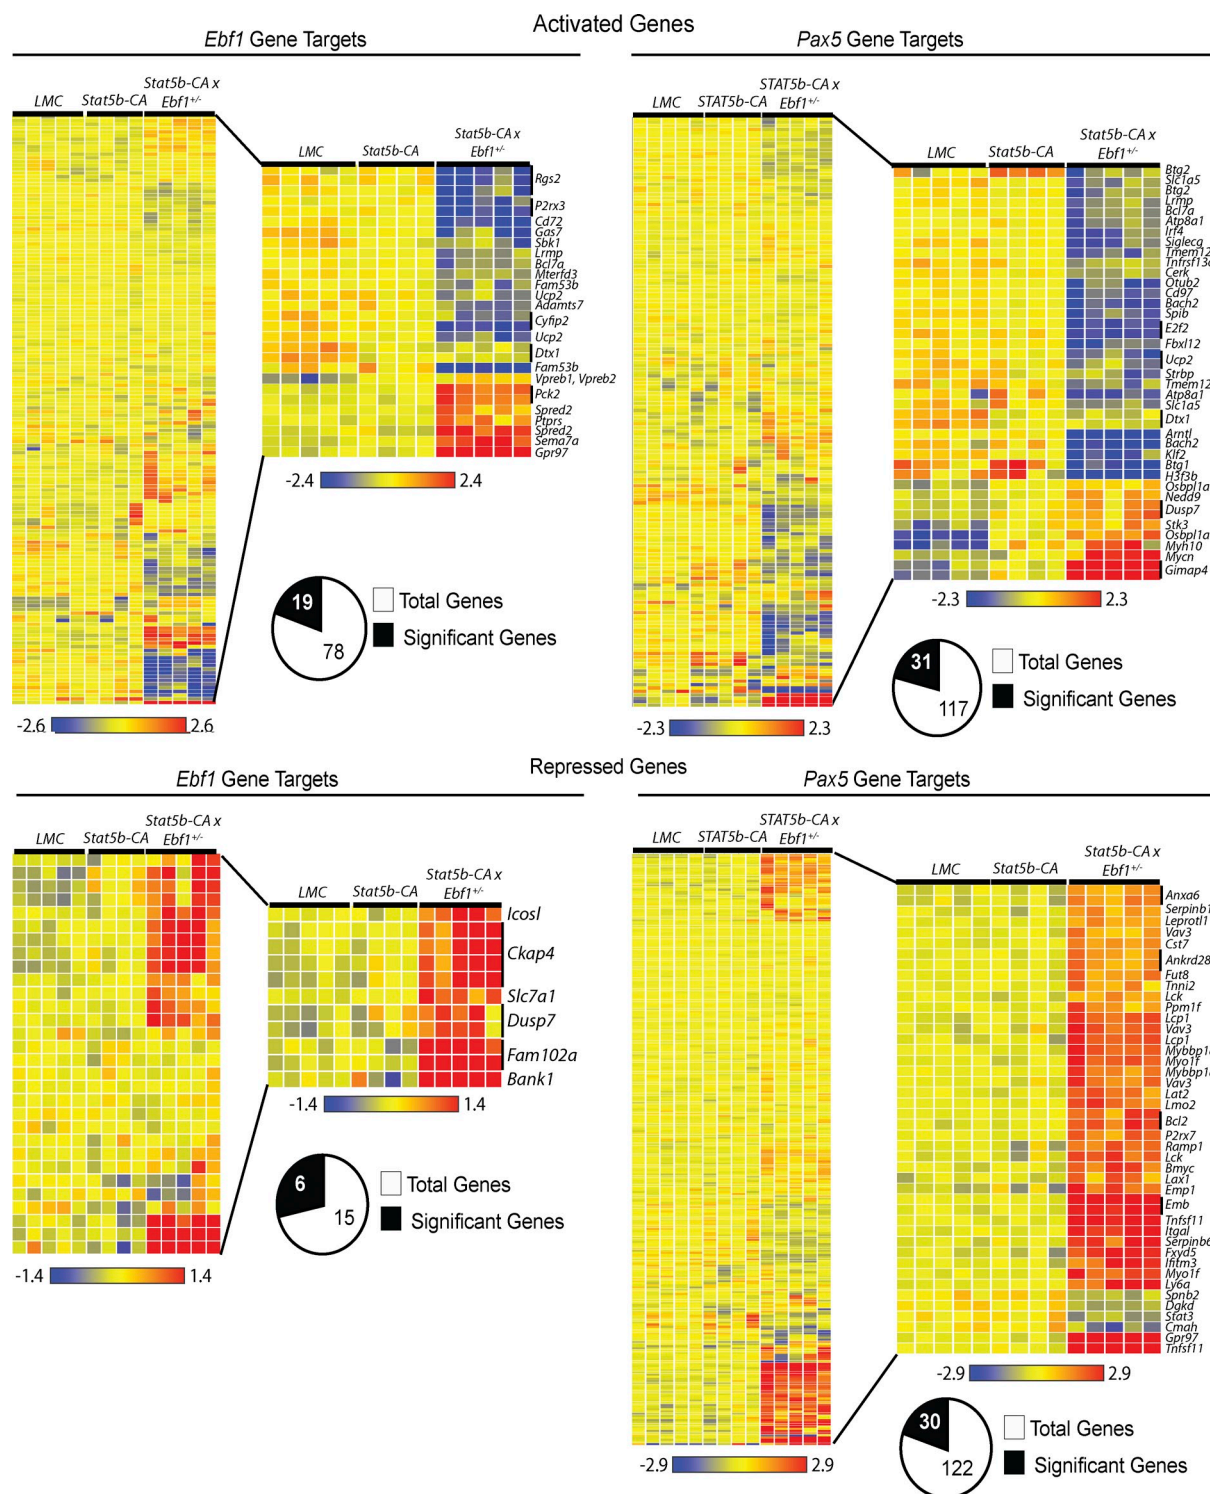 Activated Genes
Ebf1 Gene Targets
LMC
Stat5b-CA
Stat5b-CA x
Ebf1+/-
-2.6
2.6
LMC
Stat5b-CA
Stat5b-CA x
Ebf1+/-
Rgs2
P2rx3
Cd72
Gas7
Sbk1
Lrmp
Bcl7a
Mterfd3
Fam53b
Ucp2
Adamts7
Cyfip2
Ucp2
Dtx1
Fam53b
Vpreb1, Vpreb2
Pck2
Spred2
Ptprs
Spred2
Sema7a
Gpr97
-2.4
2.4
19
78
Total Genes
Significant Genes
Pax5 Gene Targets
LMC
STAT5b-CA
STAT5b-CA x
Ebf1+/-
-2.3
2.3
LMC
Stat5b-CA
Stat5b-CA x
Ebf1+/-
Btg2
Slc1a5
Btg2
Lrmp
Bcl7a
Atp8a1
Irf4
Siglecg
Tmem12
Tnfrsf13c
Cerk
Otub2
Cd97
Bach2
Spib
E2f2
Fbxl12
Ucp2
Strbp
Tmem12
Atp8a1
Slc1a5
Dtx1
Arntl
Bach2
Klf2
Btg1
H3f3b
Osbpl1a
Nedd9
Dusp7
Stk3
Osbpl1a
Myh10
Mycn
Gimap4
-2.3
2.3
31
117
Total Genes
Significant Genes
Repressed Genes
Ebf1 Gene Targets
LMC
Stat5b-CA
Stat5b-CA x
Ebf1+/-
-1.4
1.4
LMC
Stat5b-CA
Stat5b-CA x
Ebf1+/-
Icosl
Ckap4
Slc7a1
Dusp7
Fam102a
Bank1
-1.4
1.4
6
15
Total Genes
Significant Genes
Pax5 Gene Targets
LMC
STAT5b-CA
STAT5b-CA x
Ebf1+/-
-2.9
2.9
LMC
Stat5b-CA
Stat5b-CA x
Ebf1+/-
Anxa6
Serpinb1
Leprotl1
Vav3
Cst7
Ankrd28
Fut8
Tnni2
Lck
Ppm1f
Lcp1
Vav3
Lcp1
Mybbp1
Myo1f
Mybbp1
Vav3
Lat2
Lmo2
Bcl2
P2rx7
Ramp1
Lck
Bmyc
Lax1
Emp1
Emb
Tnfsf11
Itgal
Serpinb6
Fxyd5
Ifitm3
Myo1f
Ly6a
Spnb2
Dgkd
Stat3
Cmah
Gpr97
Tnfsf11
-2.9
2.9
30
122
Total Genes
Significant Genes